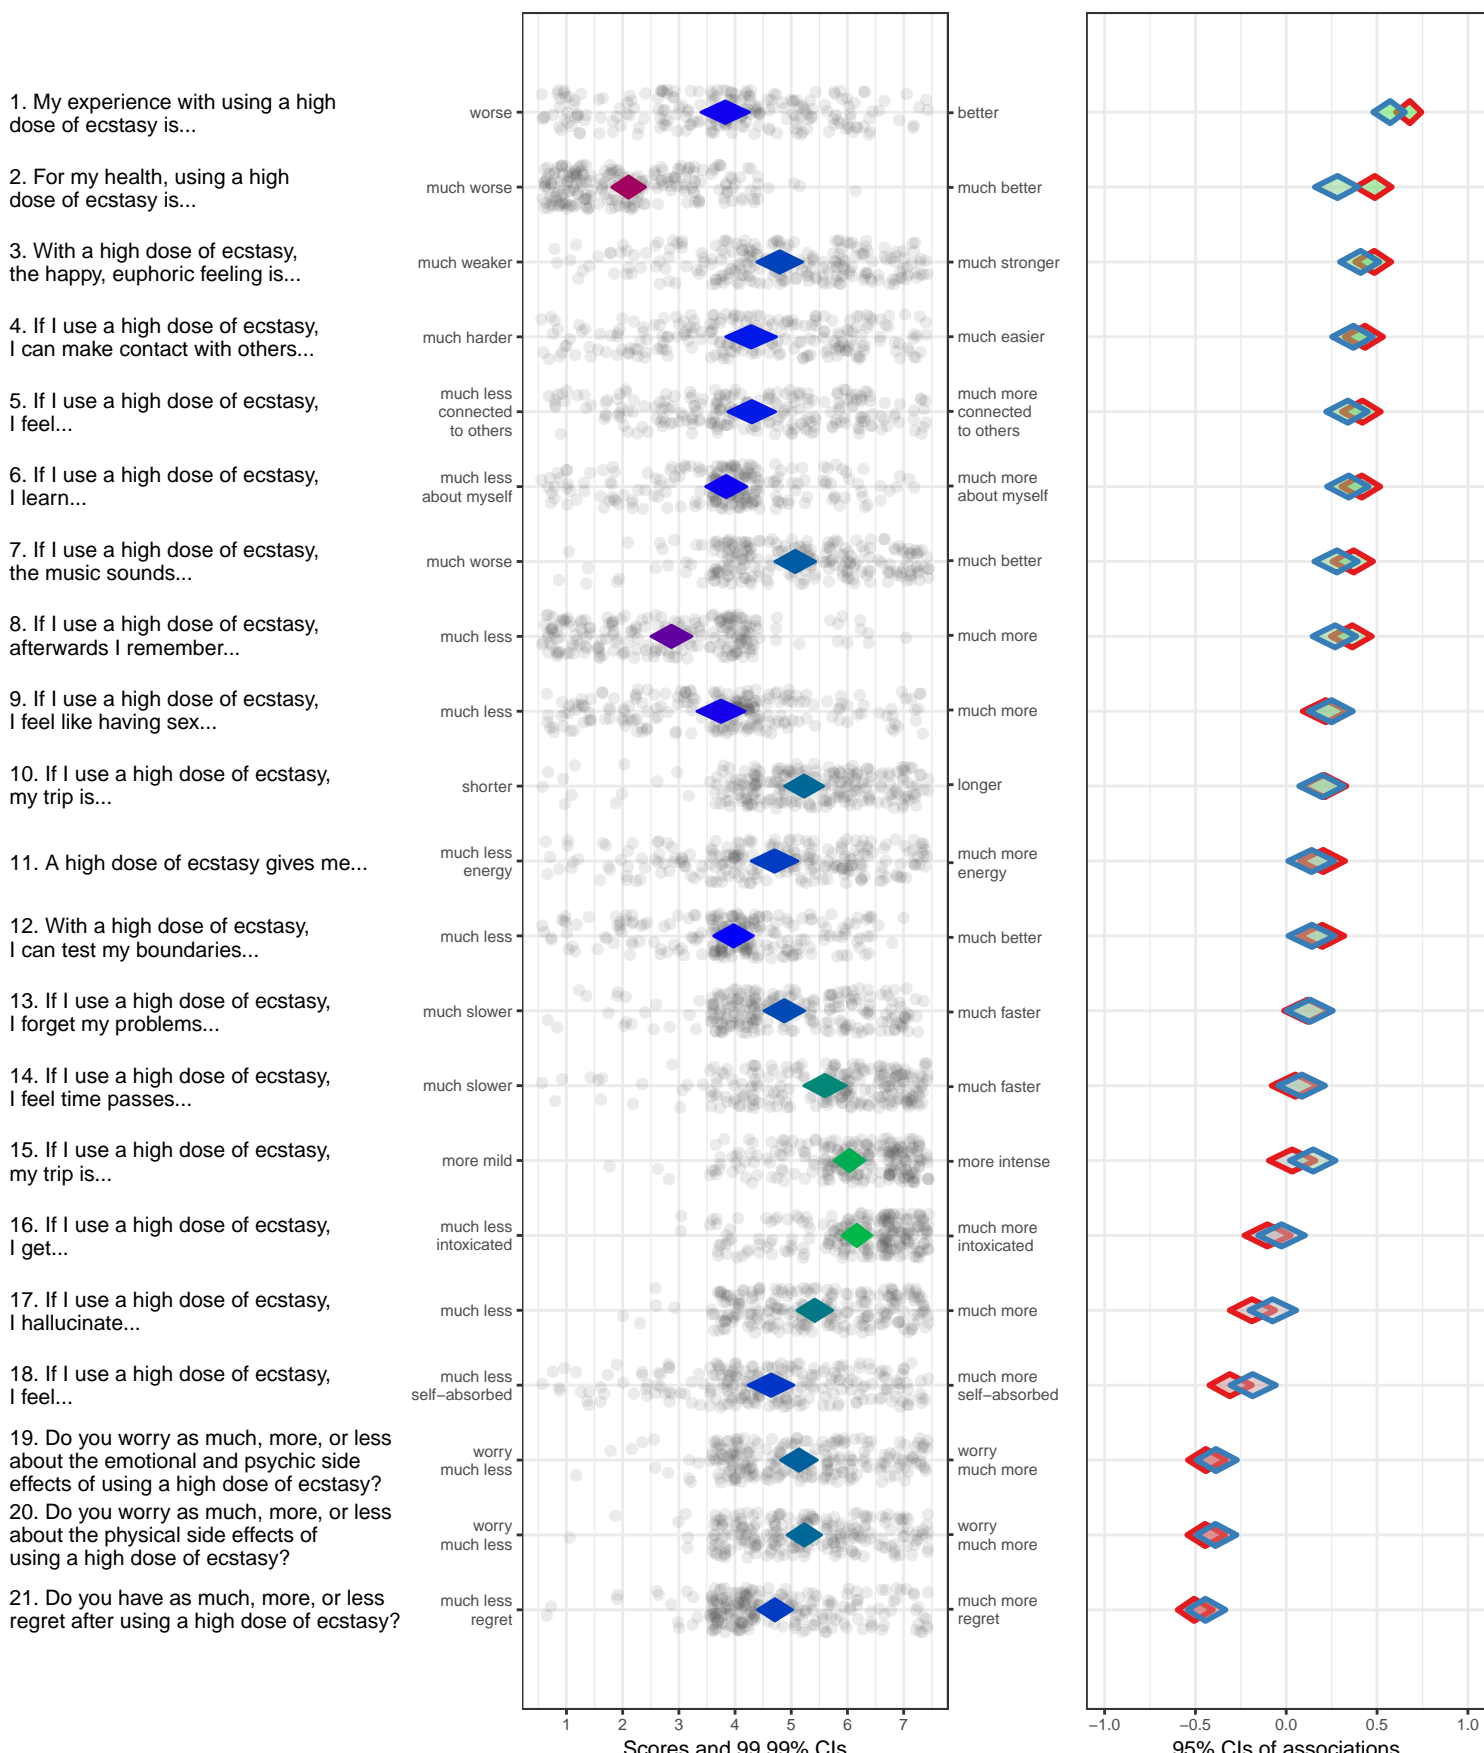 1. My experience with using a high
dose of ecstasy is...
worse
better
2. For my health, using a high
dose of ecstasy is...
much worse
much better
3. With a high dose of ecstasy,
the happy, euphoric feeling is...
much weaker
much stronger
4. If I use a high dose of ecstasy,
I can make contact with others...
much harder
much easier
5. If I use a high dose of ecstasy,
I feel...
much less
connected
to others
much more
connected
to others
6. If I use a high dose of ecstasy,
I learn...
much less
about myself
much more
about myself
7. If I use a high dose of ecstasy,
the music sounds...
much worse
much better
8. If I use a high dose of ecstasy,
afterwards I remember...
much less
much more
9. If I use a high dose of ecstasy,
I feel like having sex...
much less
much more
10. If I use a high dose of ecstasy,
my trip is...
shorter
longer
11. A high dose of ecstasy gives me...
much less
energy
much more
energy
12. With a high dose of ecstasy,
I can test my boundaries...
much less
much better
13. If I use a high dose of ecstasy,
I forget my problems...
much slower
much faster
14. If I use a high dose of ecstasy,
I feel time passes...
much slower
much faster
15. If I use a high dose of ecstasy,
my trip is...
more mild
more intense
16. If I use a high dose of ecstasy,
I get...
much less
intoxicated
much more
intoxicated
17. If I use a high dose of ecstasy,
I hallucinate...
much less
much more
18. If I use a high dose of ecstasy,
I feel...
much less
self−absorbed
much more
self−absorbed
19. Do you worry as much, more, or less
about the emotional and psychic side
effects of using a high dose of ecstasy?
worry
much less
worry
much more
20. Do you worry as much, more, or less
about the physical side effects of
using a high dose of ecstasy?
worry
much less
worry
much more
21. Do you have as much, more, or less
regret after using a high dose of ecstasy?
much less
regret
much more
regret
1 2 3 4 5 6 7
Scores and 99.99% CIs
−1.0 −0.5 0.0 0.5 1.0
95% CIs of associations